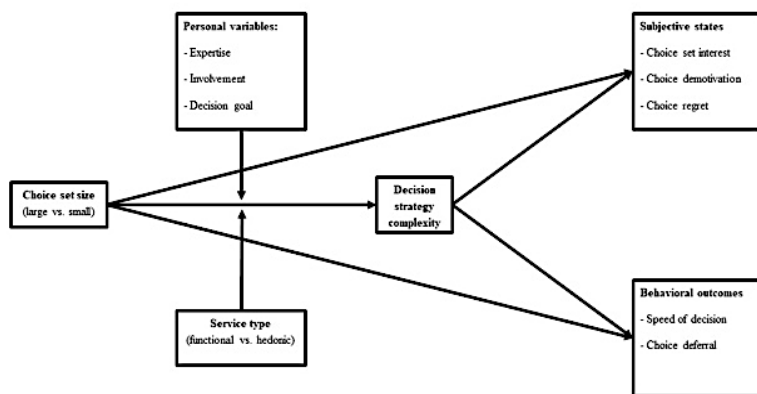 Personal variables:
- Expertise
- Involvement
- Decision goal
Subjective states
- Choice set interest
- Choice demotivation
- Choice regret
Choice set size
(large vs. small)
Decision
strategy
complexity
Service type
(functional vs. hedonic)
Behavioral outcomes
- Speed of decision
- Choice deferral